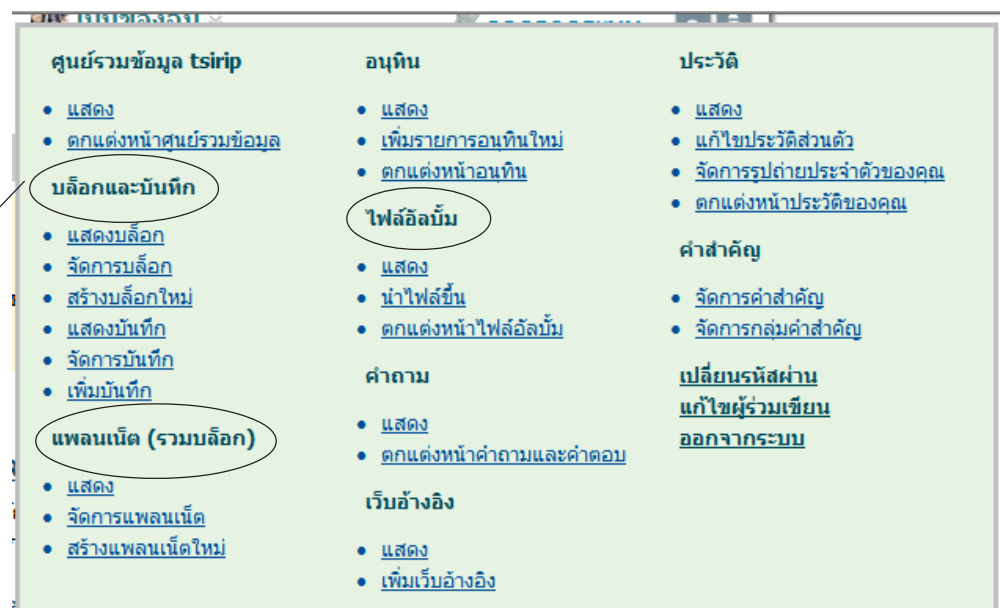 ศูนย์รวมข้อมูล tsirip
แสดง
ตกแต่งหน้าศูนย์รวมข้อมูล
บล็อกและบันทึก
แสดงบล็อก
จัดการบล็อก
สร้างบล็อกใหม่
แสดงบันทึก
จัดการบันทึก
เพิ่มบันทึก
แพลนเน็ต (รวมบล็อก)
แสดง
จัดการแพลนเน็ต
สร้างแพลนเน็ตใหม่
อนุทิน
แสดง
เพิ่มรายการอนุทินใหม่
ตกแต่งหน้าอนุทิน
ไฟล์อัลบั้ม
แสดง
นำไฟล์ขึ้น
ตกแต่งหน้าไฟล์อัลบั้ม
คำถาม
แสดง
ตกแต่งหน้าคำถามและคำตอบ
เว็บอ้างอิง
แสดง
เพิ่มเว็บอ้างอิง
ประวัติ
แสดง
แก้ไขประวัติส่วนตัว
จัดการรูปถ่ายประจำตัวของคุณ
ตกแต่งหน้าประวัติของคุณ
คำสำคัญ
จัดการคำสำคัญ
จัดการกลุ่มคำสำคัญ
เปลี่ยนรหัสผ่าน
แก้ไขผู้ร่วมเขียน
ออกจากระบบ